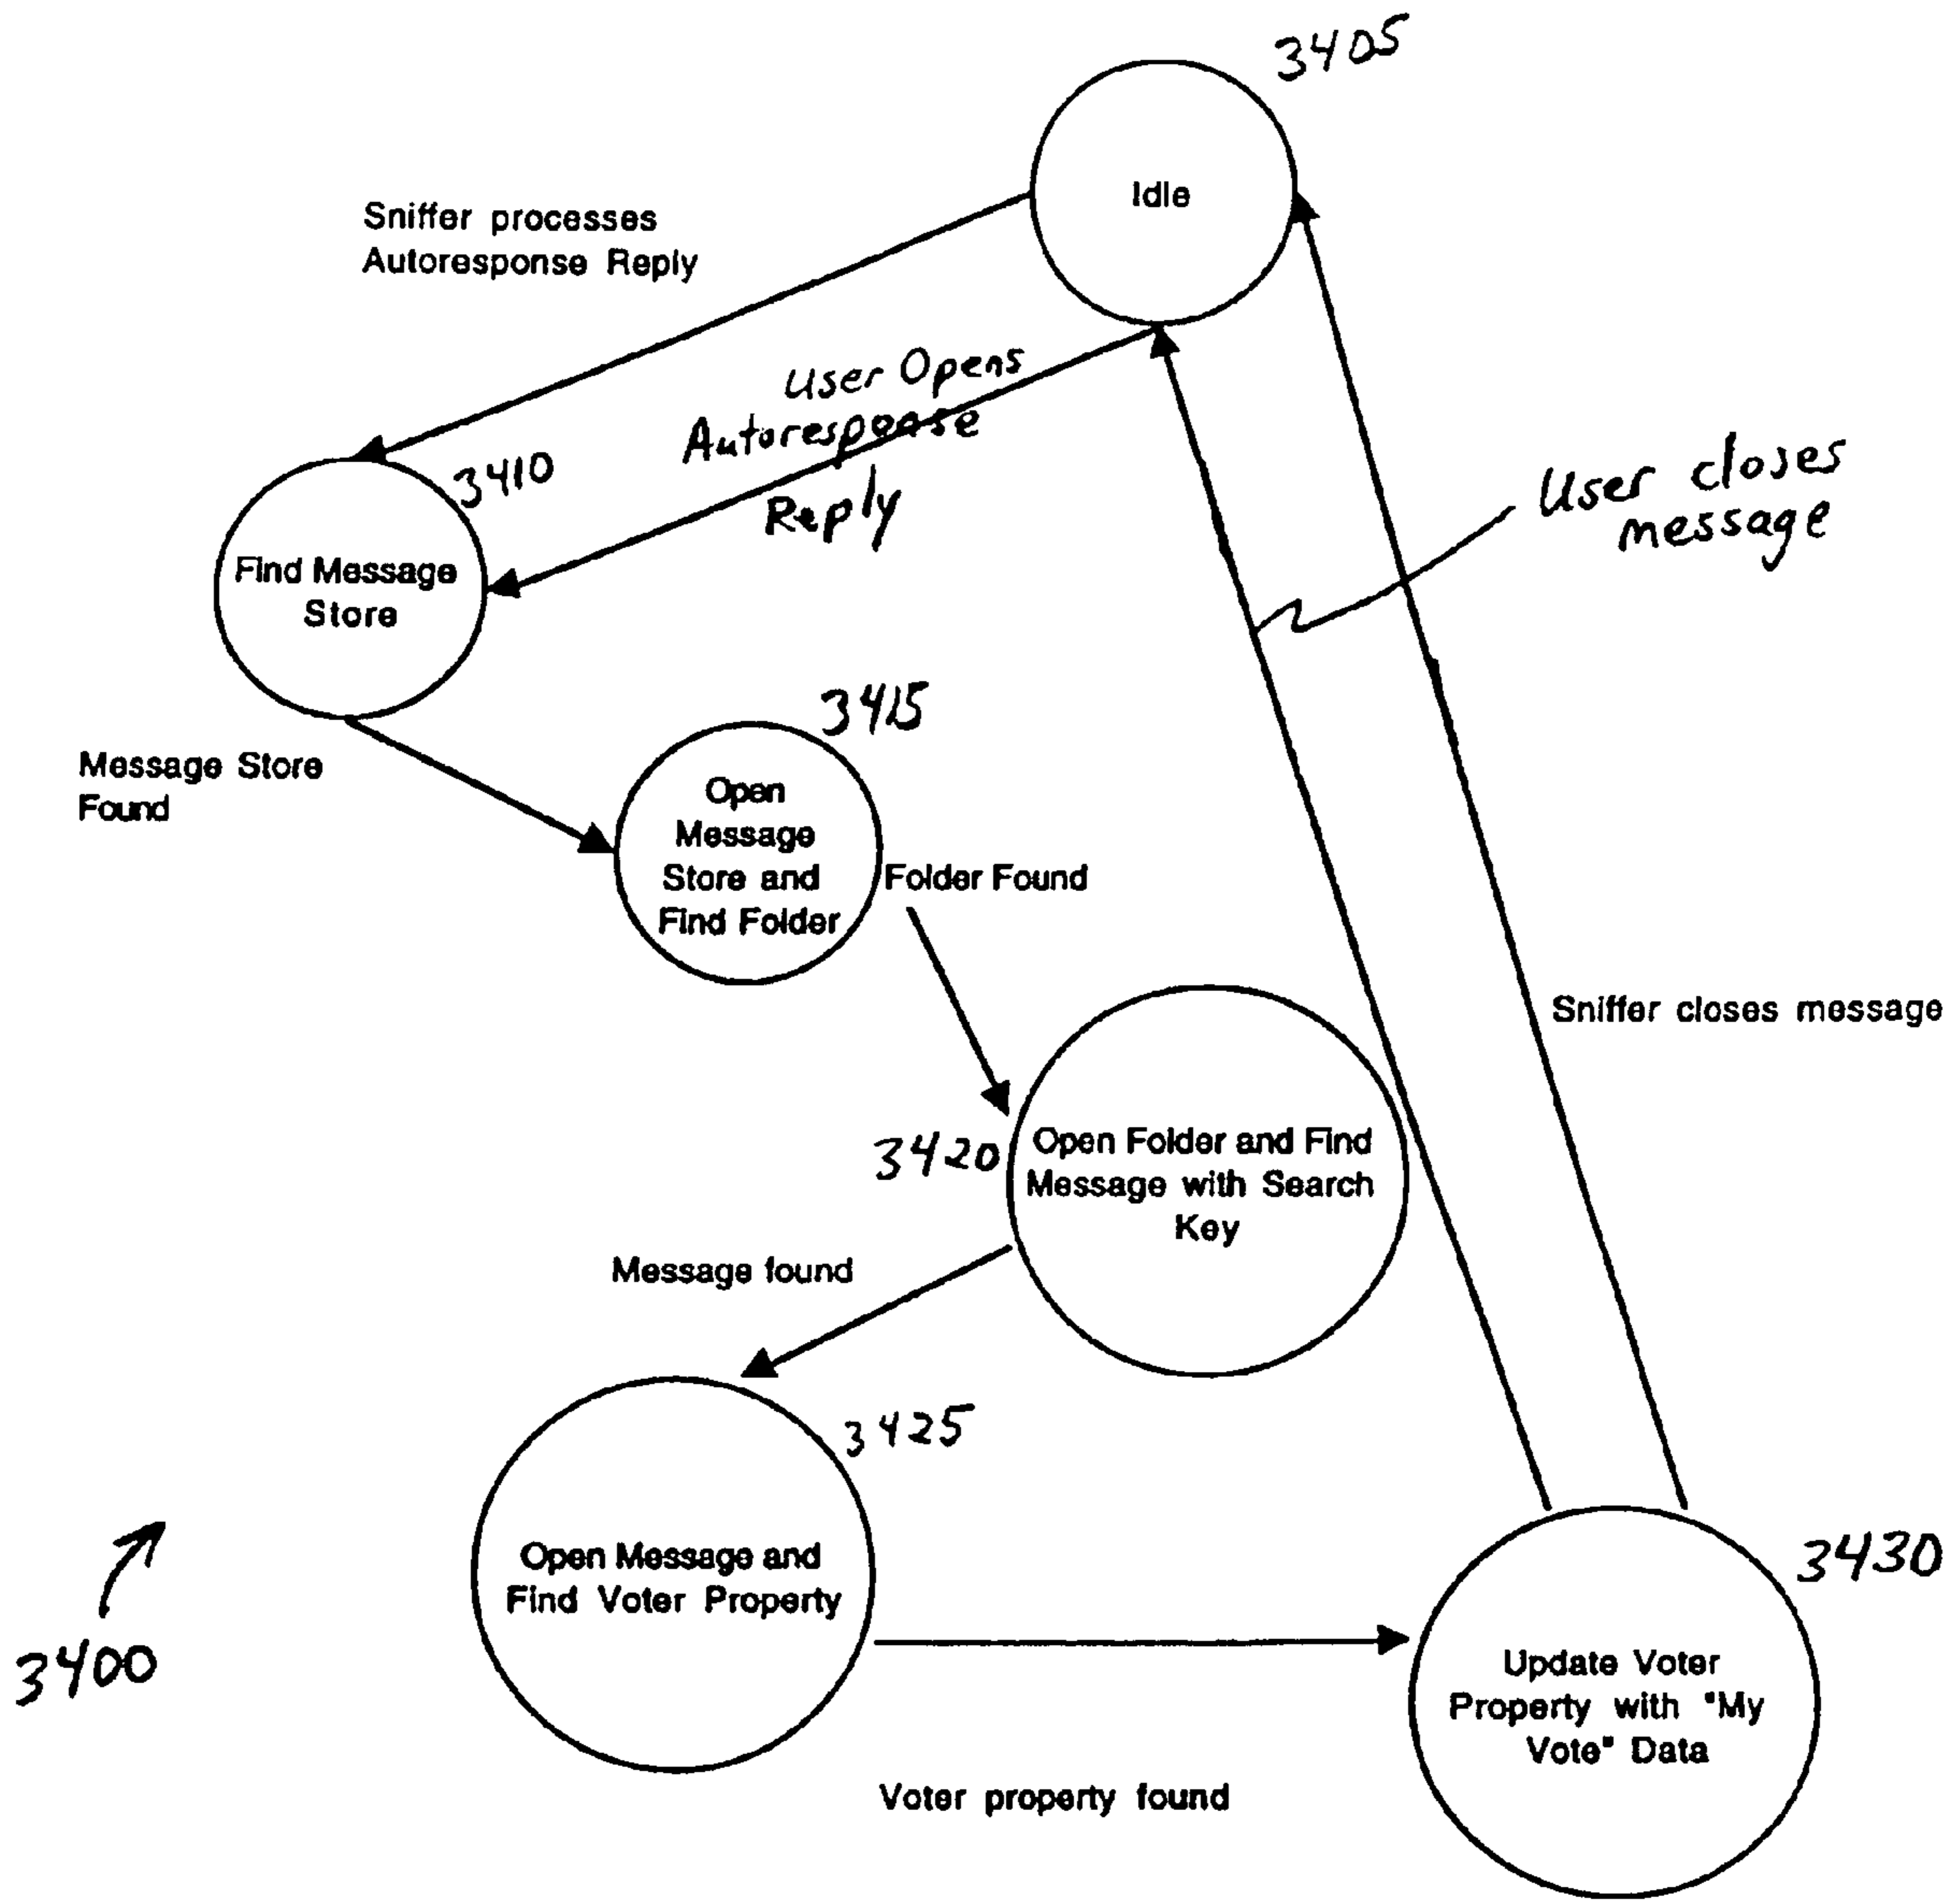 3405
Idle
Sniffer processes
Autoresponse Reply
User Opens
Autoresponse
Reply
3410
User closes
message
Find Message
Store
3415
Message Store
Found
Open
Message
Store and
Find Folder
Folder Found
Sniffer closes message
3420
Open Folder and Find
Message with Search
Key
Message found
3425
Open Message and
Find Voter Property
3430
3400
Update Voter
Property with "My
Vote" Data
Voter property found